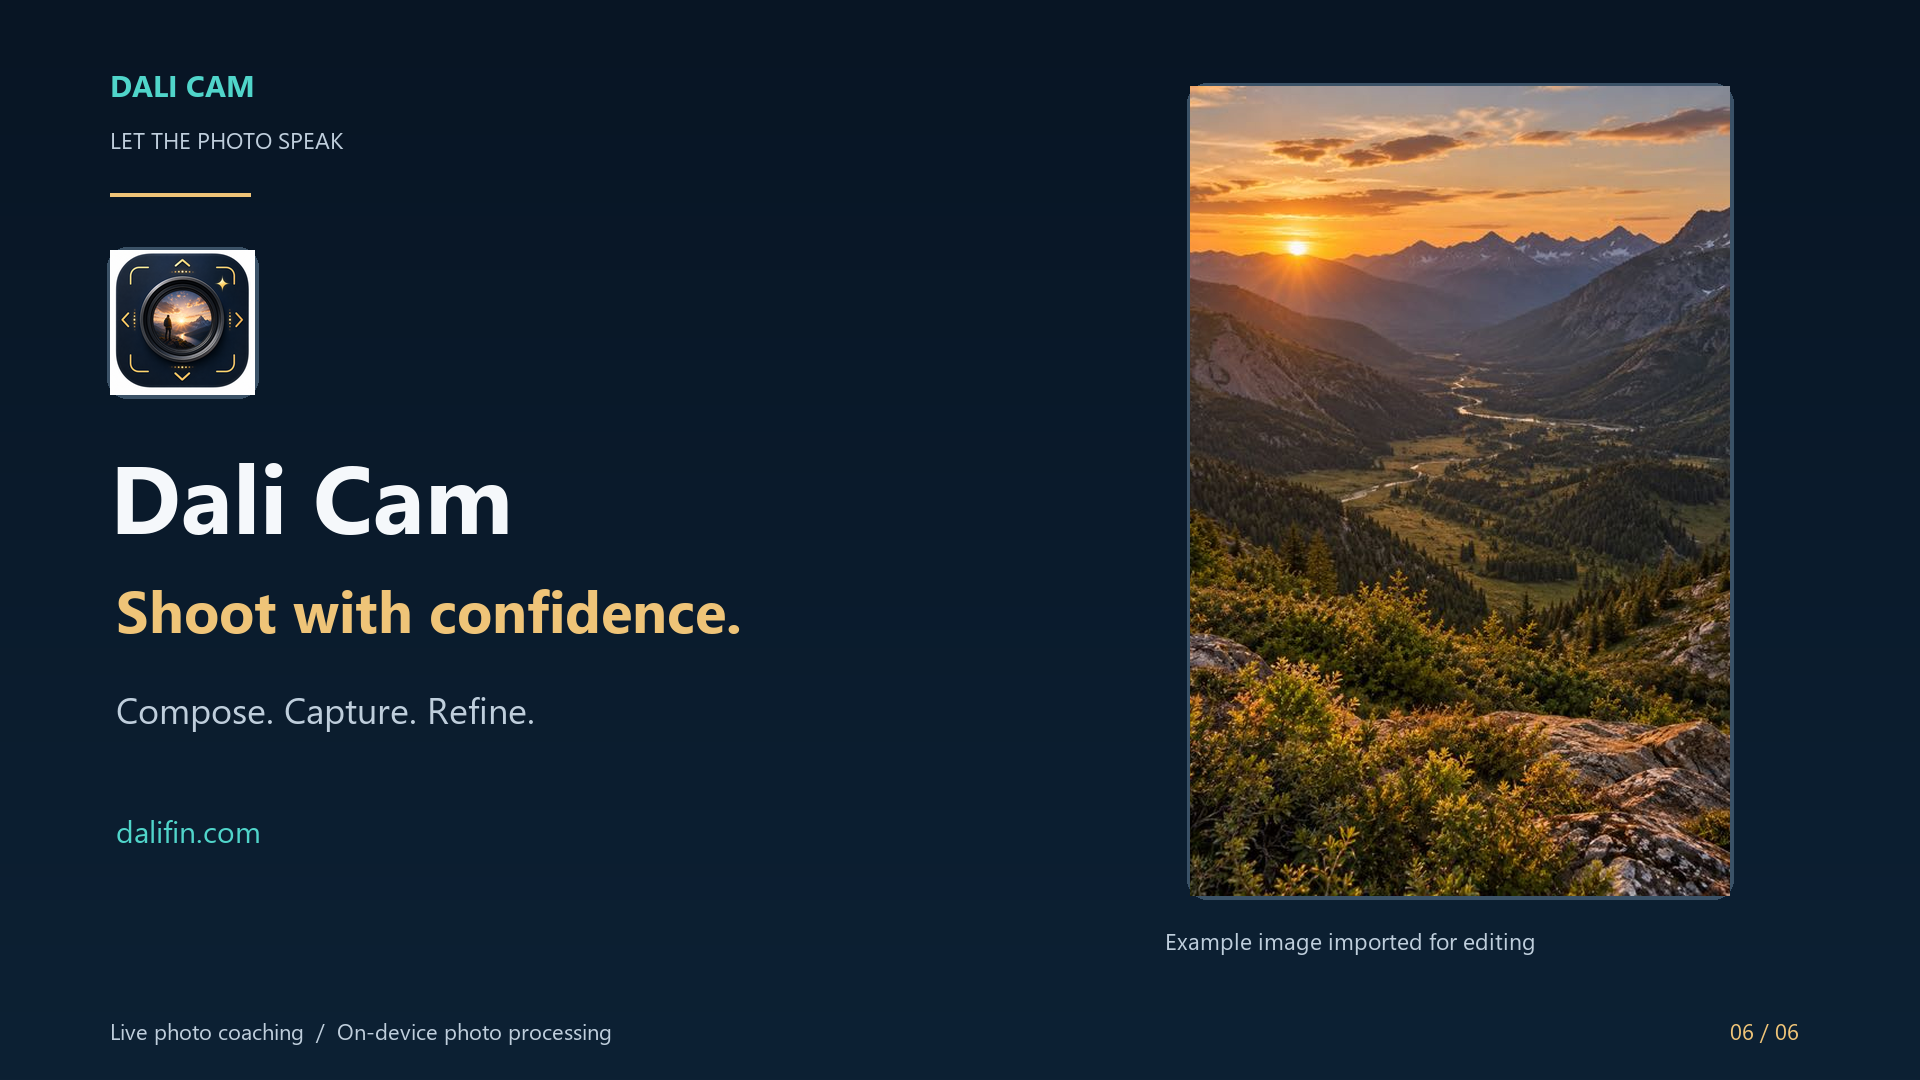 DALI CAM
LET THE PHOTO SPEAK
Dali Cam
Shoot with confidence.
Compose. Capture. Refine.
dalifin.com
Example image imported for editing
Live photo coaching / On-device photo processing
06 / 06